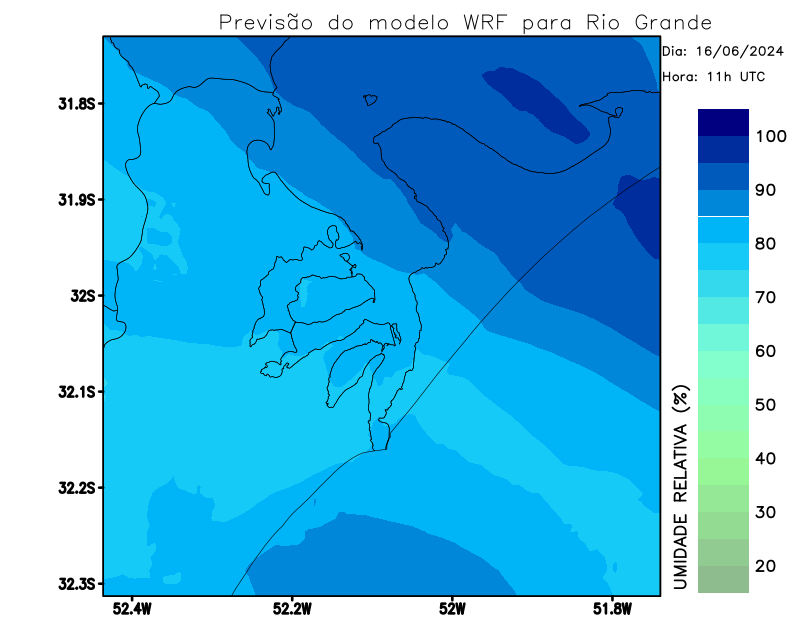 Previsão do modelo WRF para Rio Grande
Dia: 16/06/2024
Hora: 11h UTC
31.8S
31.9S
32S
32.1S
32.2S
32.3S
52.4W
52.2W
52W
51.8W
100
90
80
70
60
50
40
30
20
UMIDADE RELATIVA (%)